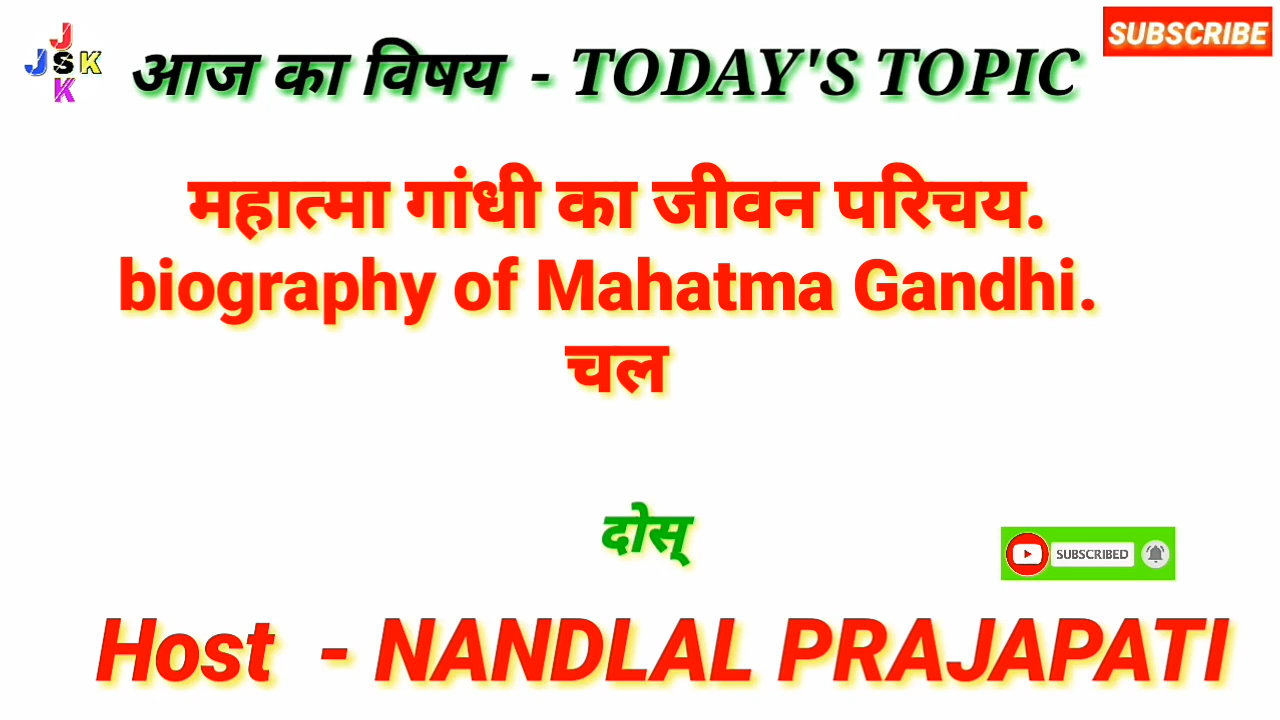 J
JSK
K
आज का विषय - TODAY'S TOPIC
SUBSCRIBE
महात्मा गांधी का जीवन परिचय.
biography of Mahatma Gandhi.
चल
दोस्
SUBSCRIBED
Host - NANDLAL PRAJAPATI